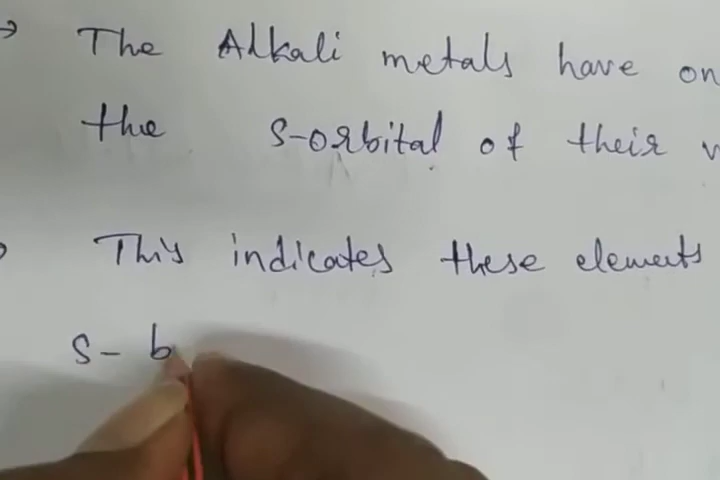 → The Alkali metals have on
the s-orbital of their v
This indicates these elements
s- b